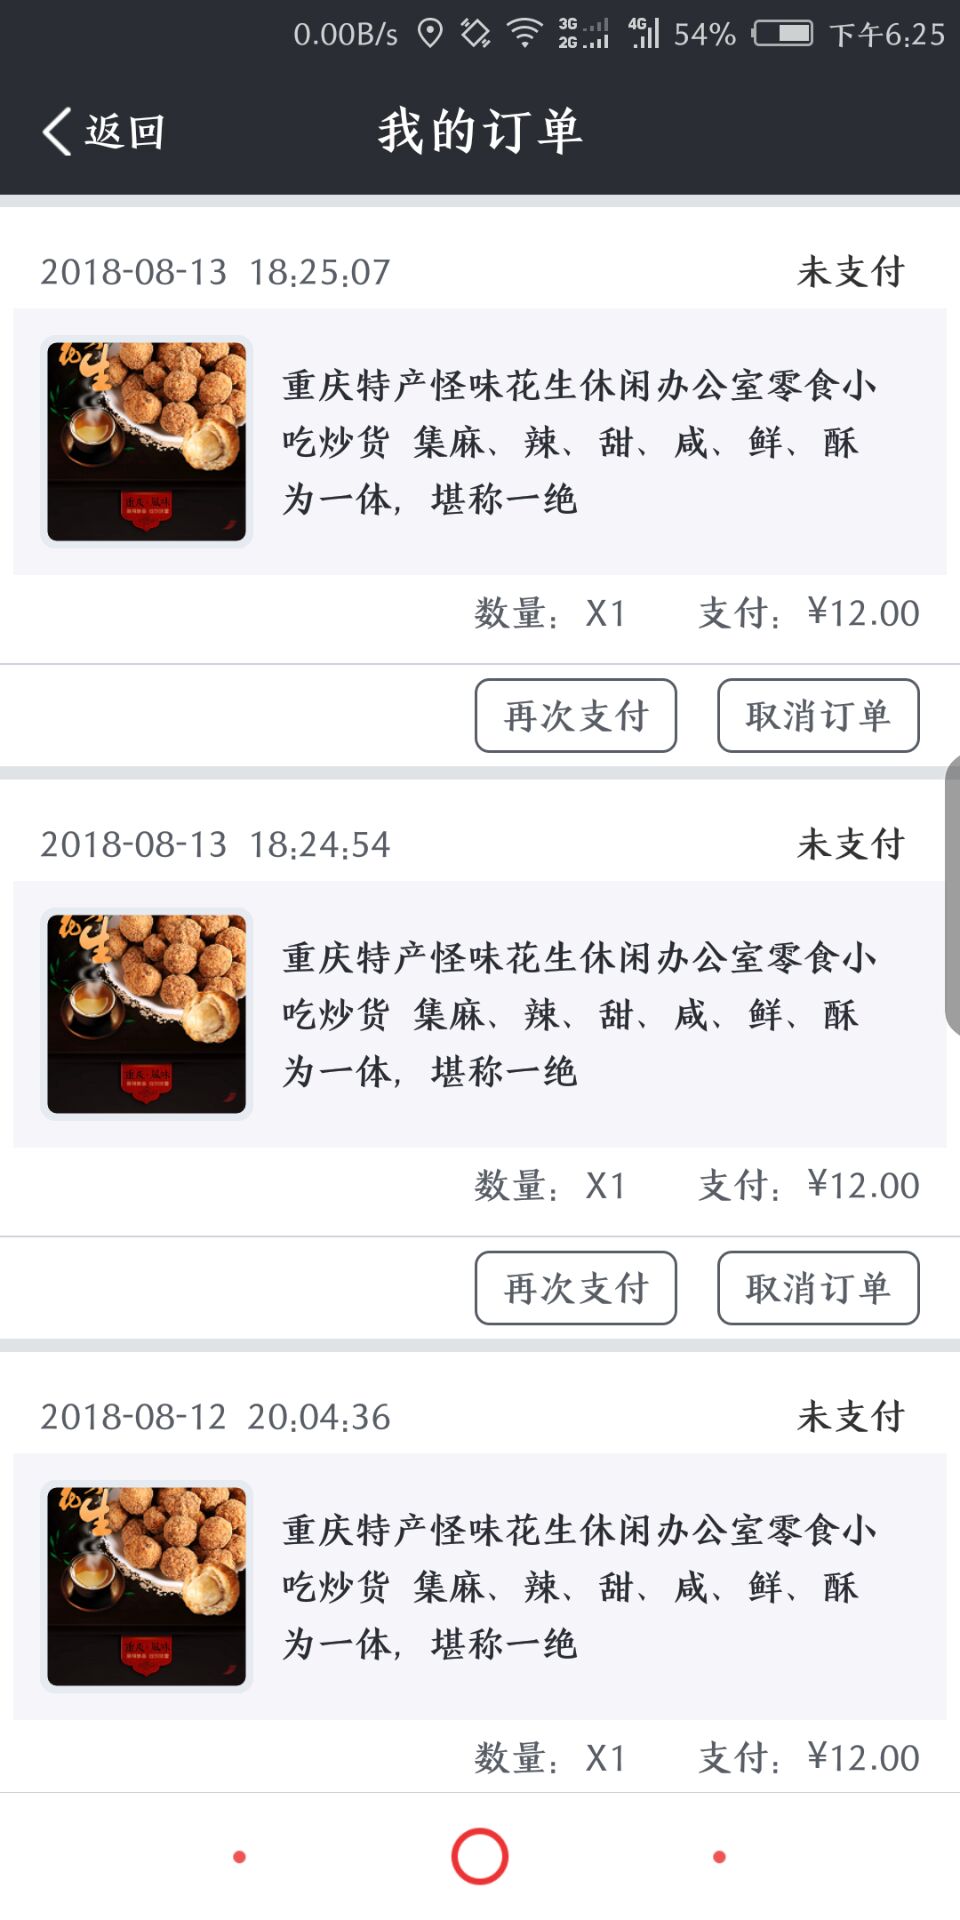 0.00B/s 3G 2G 4G 54% 下午6:25
返回 我的订单
2018-08-13 18:25:07 未支付
重庆特产怪味花生休闲办公室零食小
吃炒货 集麻、辣、甜、咸、鲜、酥
为一体，堪称一绝
数量：X1 支付：¥12.00
再次支付 取消订单
2018-08-13 18:24:54 未支付
重庆特产怪味花生休闲办公室零食小
吃炒货 集麻、辣、甜、咸、鲜、酥
为一体，堪称一绝
数量：X1 支付：¥12.00
再次支付 取消订单
2018-08-12 20:04:36 未支付
重庆特产怪味花生休闲办公室零食小
吃炒货 集麻、辣、甜、咸、鲜、酥
为一体，堪称一绝
数量：X1 支付：¥12.00